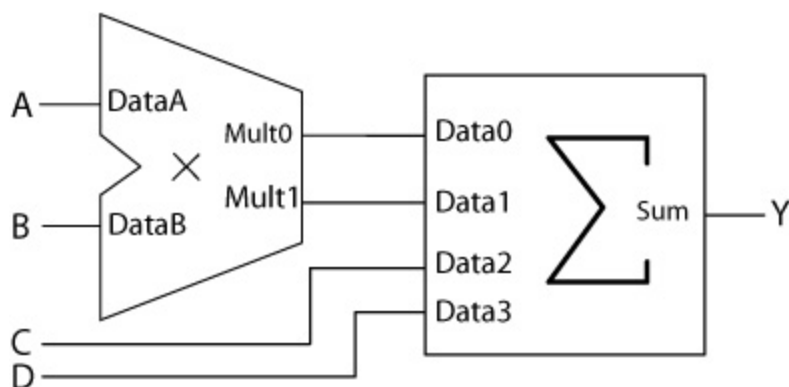 A
DataA
Mult0
Data0
×
Mult1
Data1
Sum
Y
B
DataB
Data2
Data3
C
D